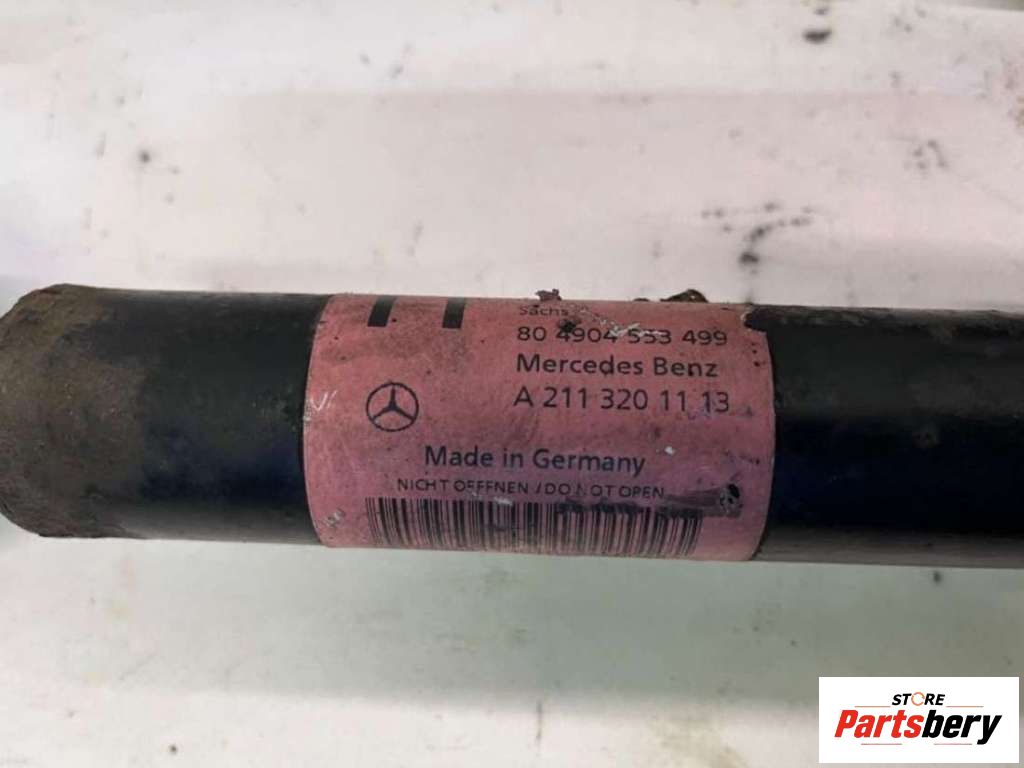 Sachs
80 4904 553 499
Mercedes Benz
A 211 320 11 13
Made in Germany
NICHT OEFFNEN / DO NOT OPEN
STORE
Partsbery